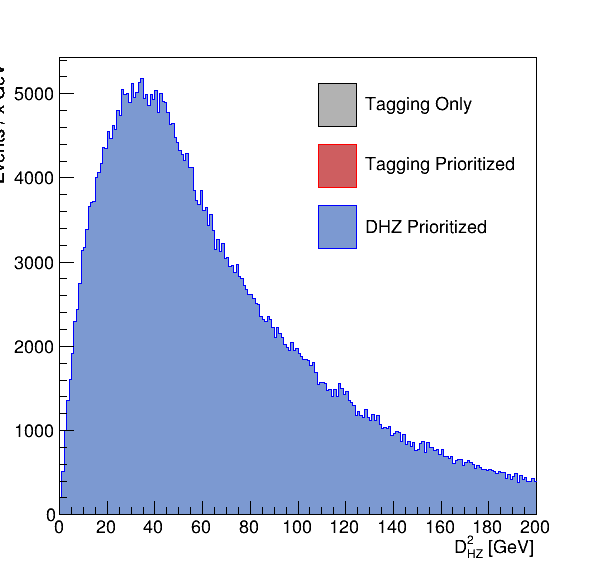 Events / x GeV
5000
4000
3000
2000
1000
0
Tagging Only
Tagging Prioritized
DHZ Prioritized
0 20 40 60 80 100 120 140 160 180 200
D²HZ [GeV]